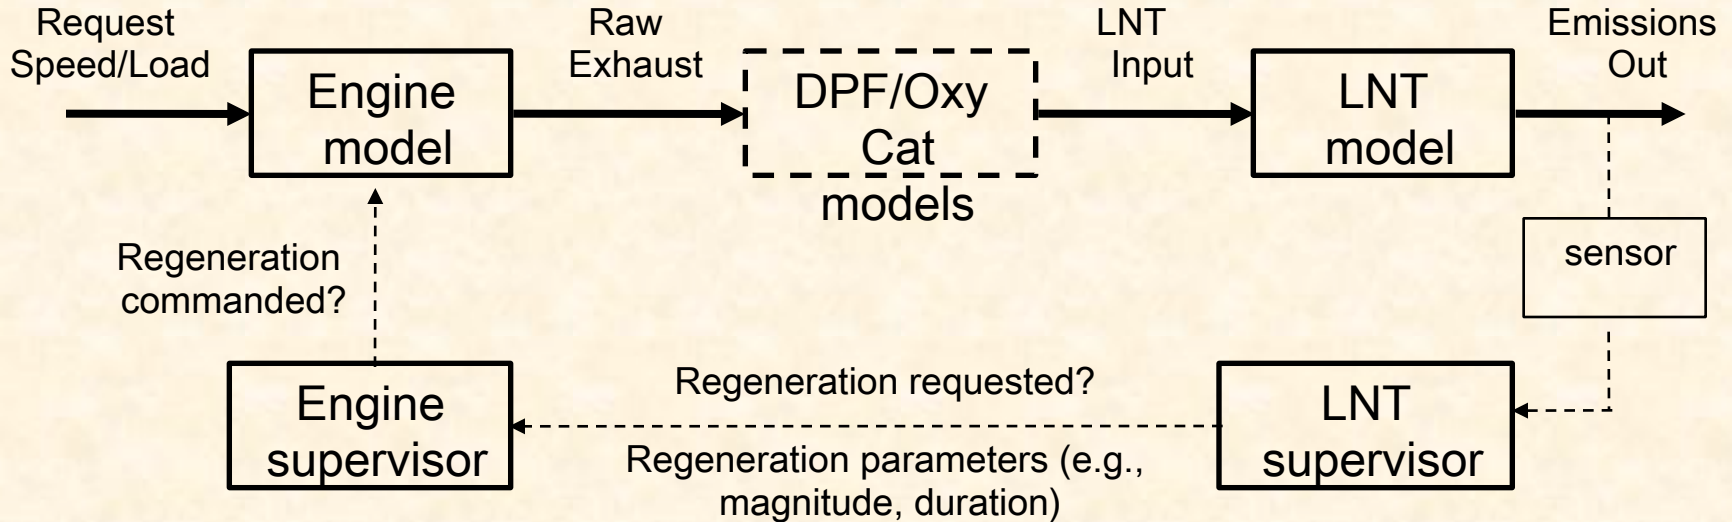 Request
Speed/Load
Raw
Exhaust
LNT
Input
Emissions
Out
Engine
model
DPF/Oxy
Cat
models
LNT
model
Regeneration
commanded?
sensor
Engine
supervisor
Regeneration requested?
Regeneration parameters (e.g.,
magnitude, duration)
LNT
supervisor